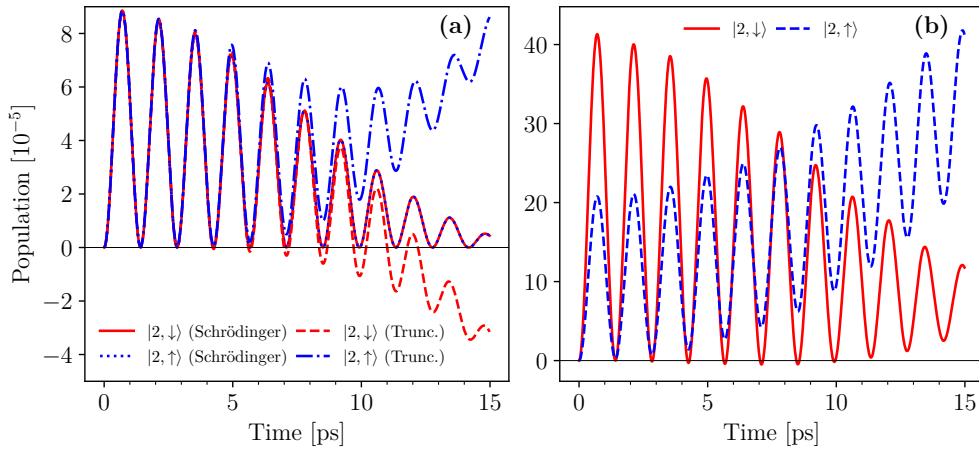 (a)
Population [10⁻⁵]
8
6
4
2
0
−2
−4
|2,↓⟩ (Schrödinger) |2,↓⟩ (Trunc.)
|2,↑⟩ (Schrödinger) |2,↑⟩ (Trunc.)
0 5 10 15
Time [ps]
|2,↓⟩ |2,↑⟩ (b)
40
30
20
10
0
0 5 10 15
Time [ps]